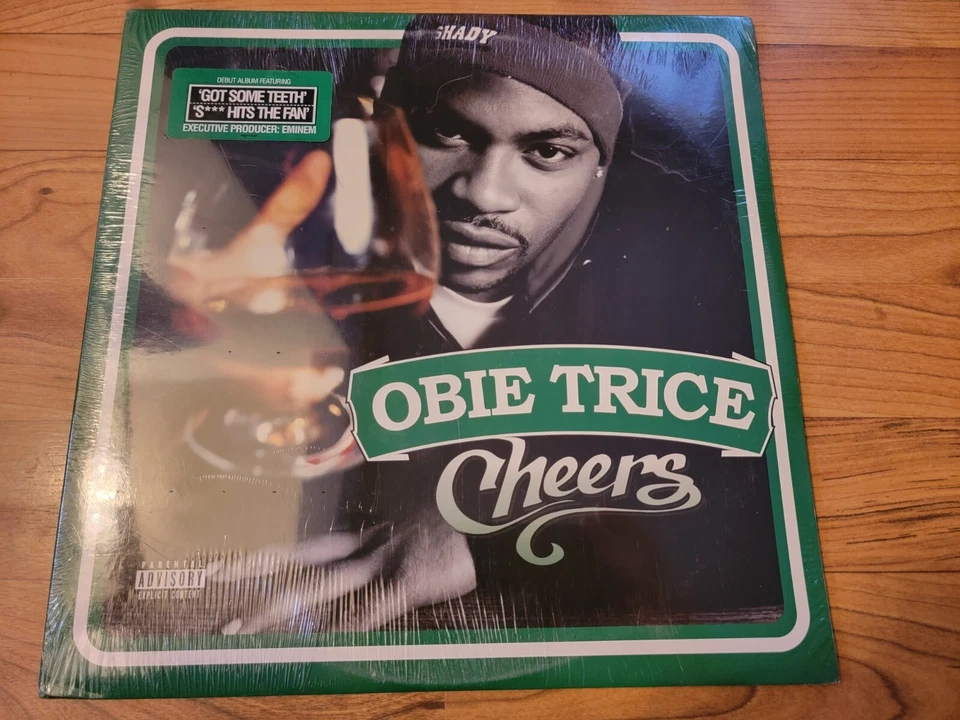 SHADY
DEBUT ALBUM FEATURING
'GOT SOME TEETH'
'S*** HITS THE FAN'
EXECUTIVE PRODUCER: EMINEM
OBIE TRICE
Cheers
PARENTAL
ADVISORY
EXPLICIT CONTENT